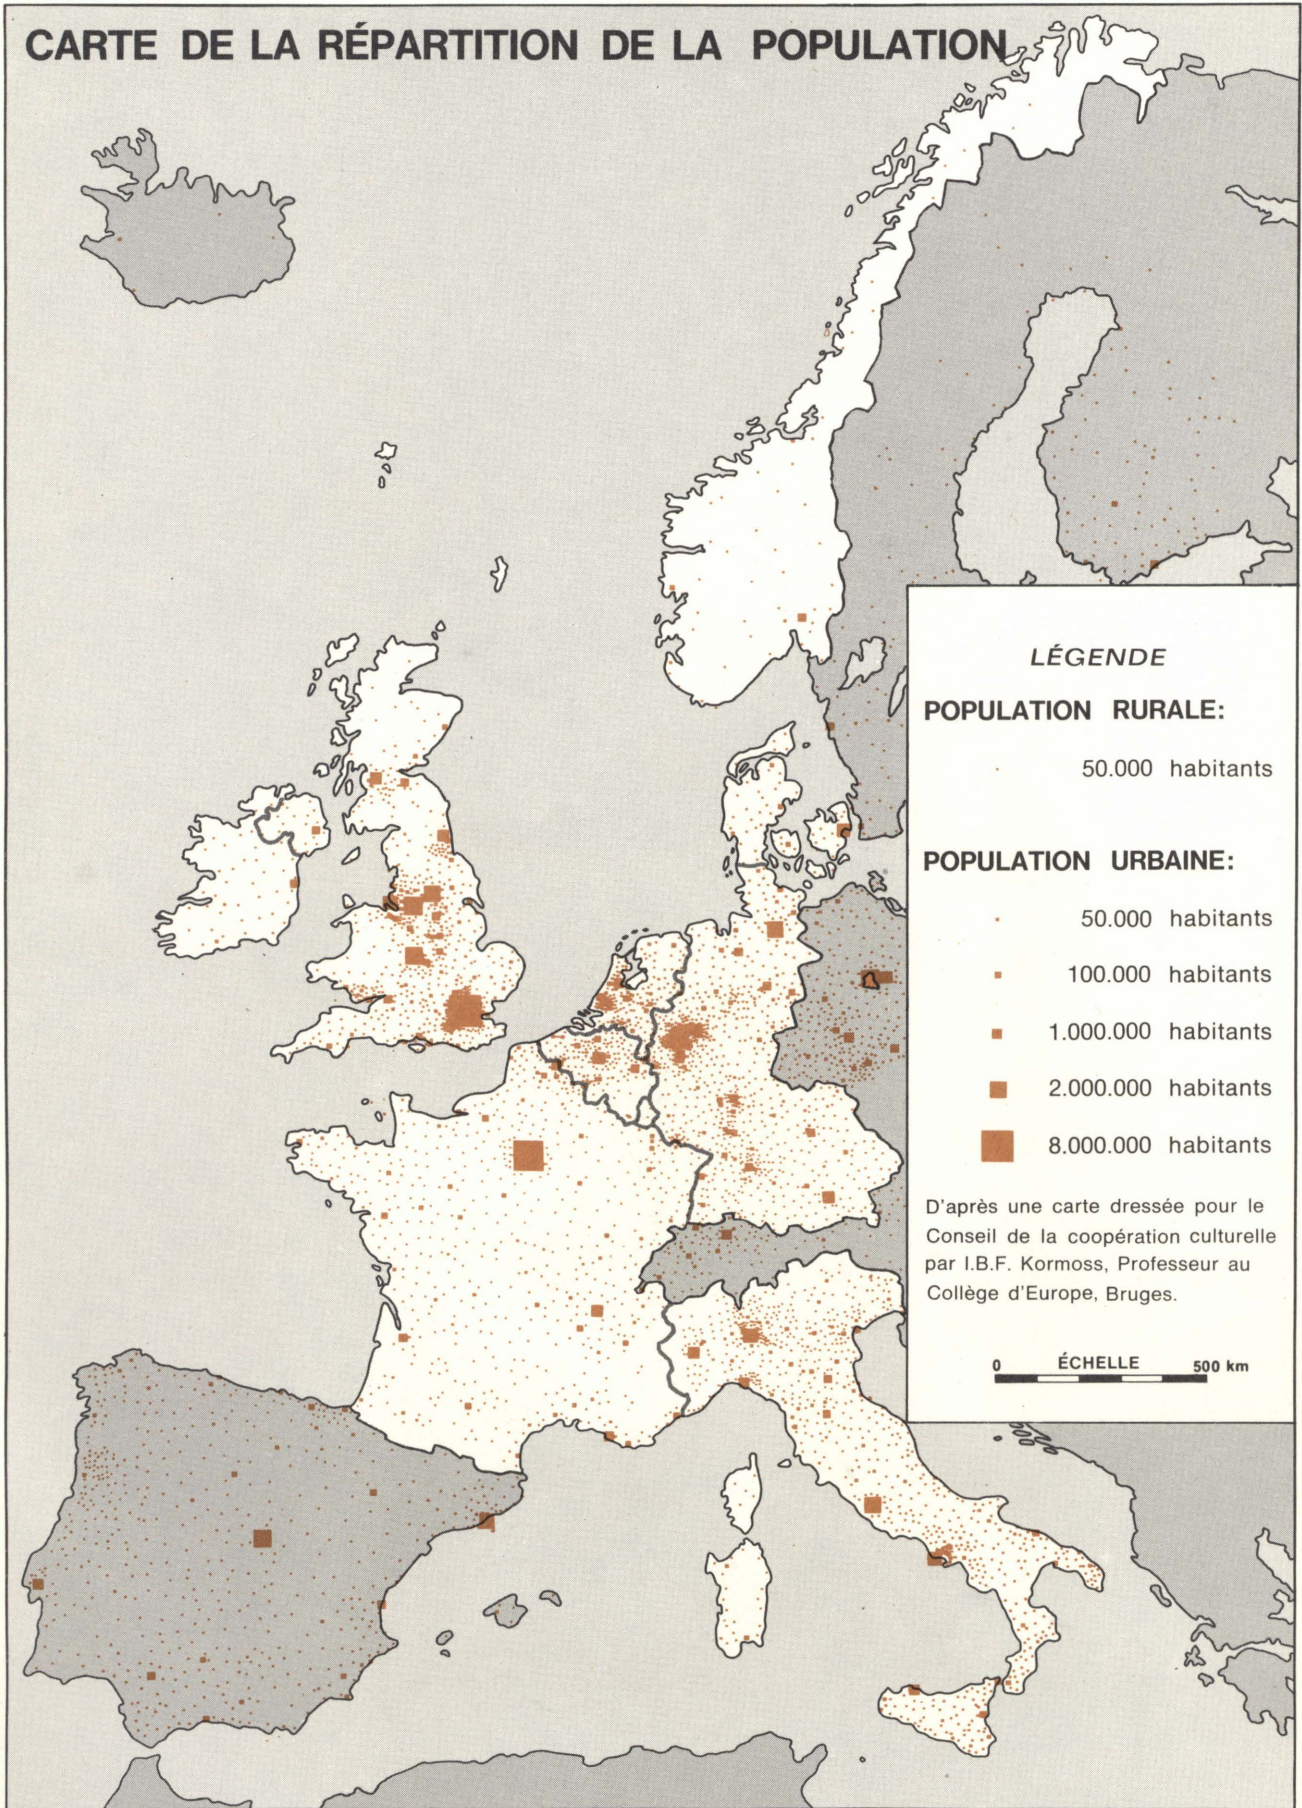 CARTE DE LA RÉPARTITION DE LA POPULATION
LÉGENDE
POPULATION RURALE:
50.000 habitants
POPULATION URBAINE:
50.000 habitants
100.000 habitants
1.000.000 habitants
2.000.000 habitants
8.000.000 habitants
D'après une carte dressée pour le
Conseil de la coopération culturelle
par I.B.F. Kormoss, Professeur au
Collège d'Europe, Bruges.
0 ÉCHELLE 500 km